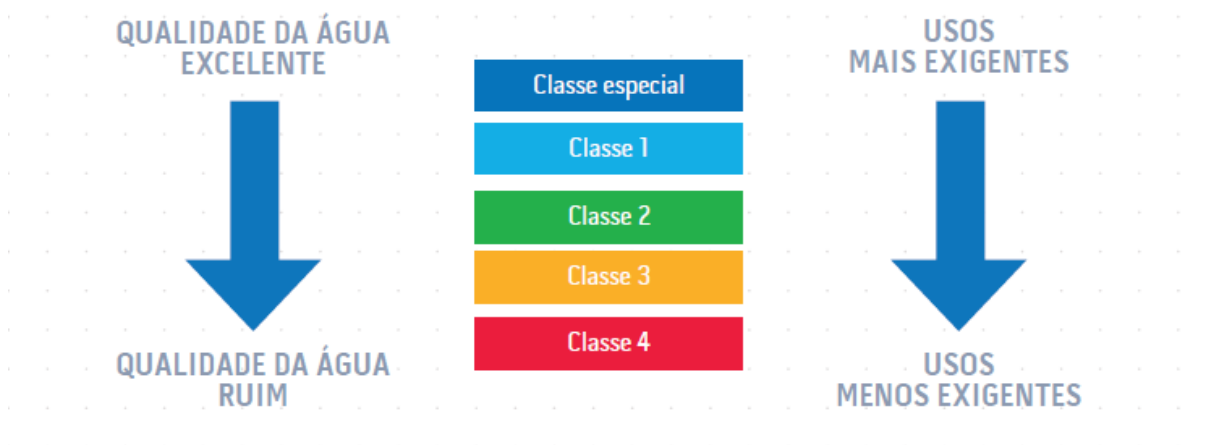 QUALIDADE DA ÁGUA
EXCELENTE
USOS
MAIS EXIGENTES
Classe especial
Classe 1
Classe 2
Classe 3
Classe 4
QUALIDADE DA ÁGUA
RUIM
USOS
MENOS EXIGENTES